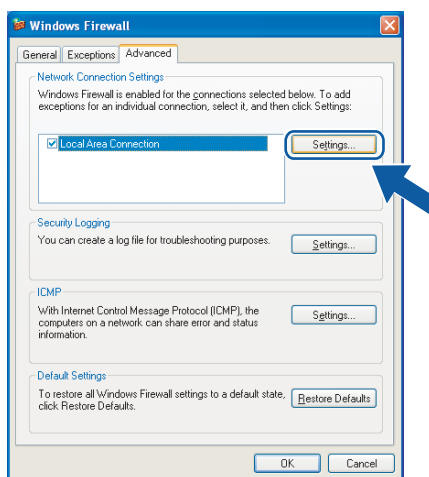 Windows Firewall
General Exceptions Advanced
Network Connection Settings
Windows Firewall is enabled for the connections selected below. To add
exceptions for an individual connection, select it, and then click Settings:
Local Area Connection
Settings...
Security Logging
You can create a log file for troubleshooting purposes.
Settings...
ICMP
With Internet Control Message Protocol (ICMP), the
computers on a network can share error and status
information.
Settings...
Default Settings
To restore all Windows Firewall settings to a default state,
click Restore Defaults.
Restore Defaults
OK Cancel